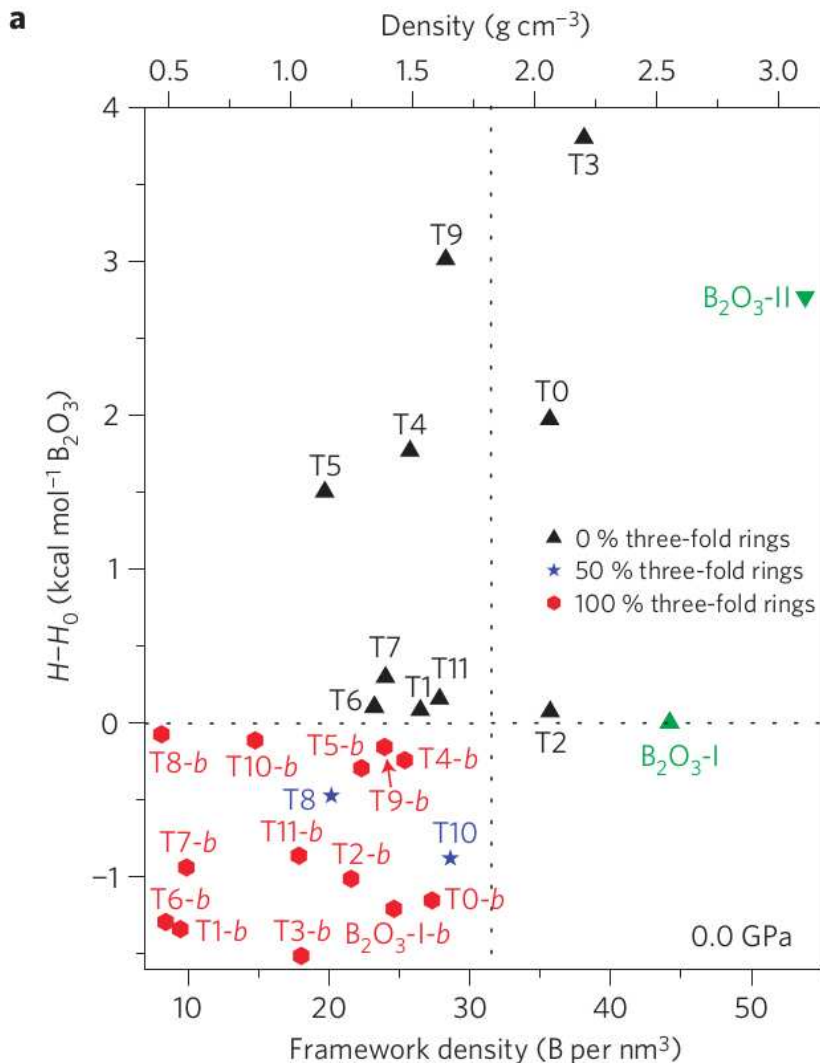 a
Density (g cm⁻³)
0.5 1.0 1.5 2.0 2.5 3.0
4
T3
T9
3
B₂O₃-II
T0
2
T4
T5
H–H₀ (kcal mol⁻¹ B₂O₃)
0 % three-fold rings
1
50 % three-fold rings
100 % three-fold rings
T7
T11
T6
T1
0
T2
B₂O₃-I
T8-b
T10-b
T5-b
T4-b
T9-b
T8
T10
T11-b
T7-b
T2-b
−1
T6-b
T1-b
T3-b
B₂O₃-I-b
T0-b
0.0 GPa
10 20 30 40 50
Framework density (B per nm³)